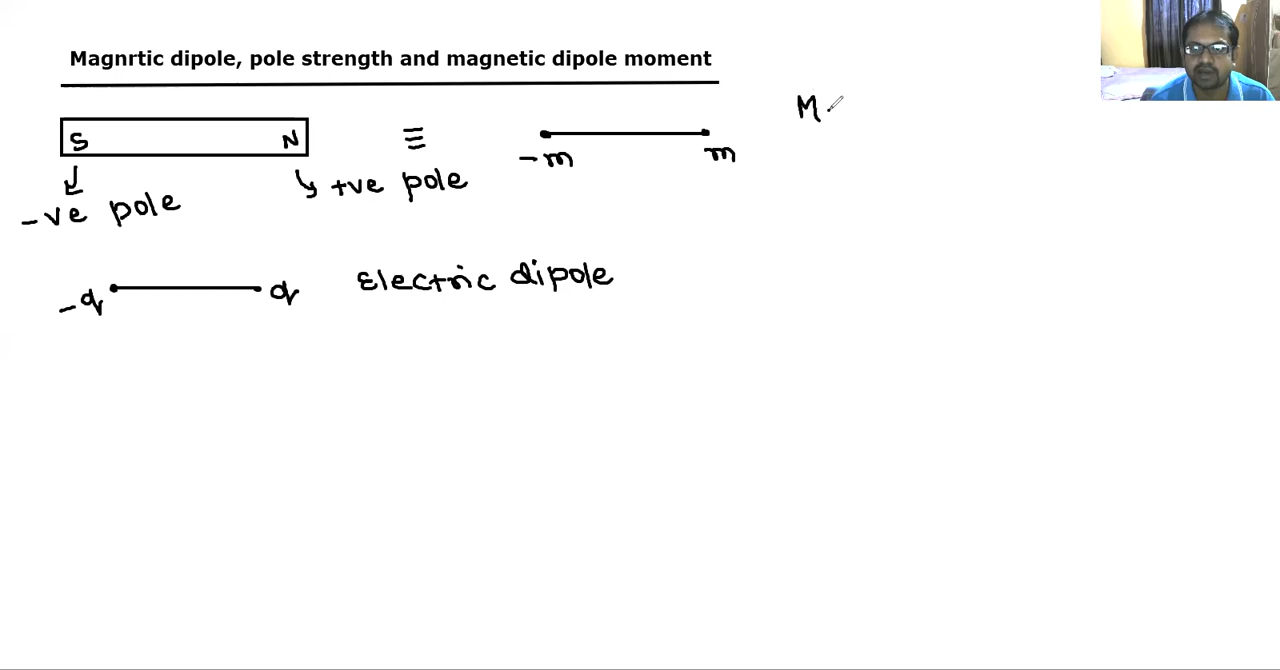 Magnrtic dipole, pole strength and magnetic dipole moment
M
S N ≡
-m m
-ve pole +ve pole
-q q Electric dipole